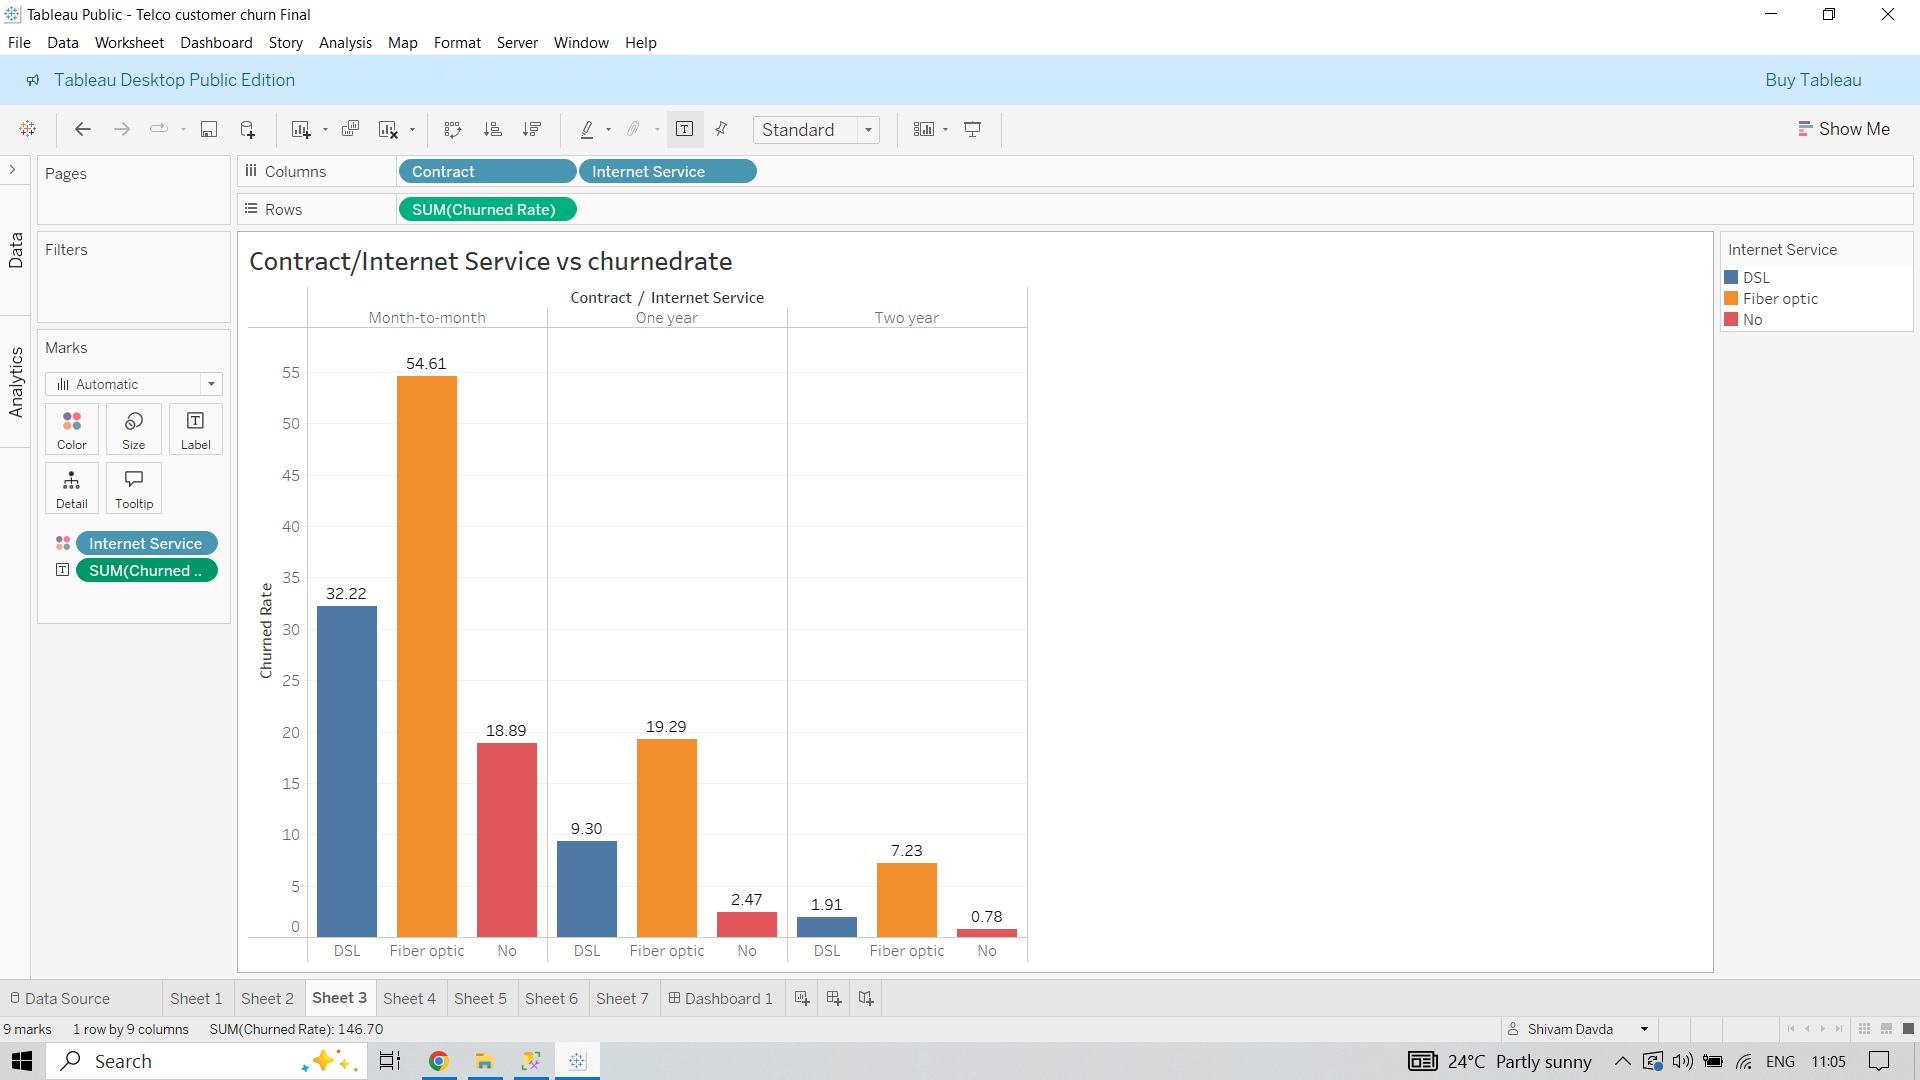 Tableau Public - Telco customer churn Final
File Data Worksheet Dashboard Story Analysis Map Format Server Window Help
Tableau Desktop Public Edition
Buy Tableau
Standard
Show Me
Pages
Columns
Contract
Internet Service
Rows
SUM(Churned Rate)
Data
Analytics
Filters
Marks
Automatic
Color
Size
Label
Detail
Tooltip
Internet Service
SUM(Churned ..
Contract/Internet Service vs churnedrate
Contract / Internet Service
Month-to-month
One year
Two year
Churned Rate
55
50
45
40
35
30
25
20
15
10
5
0
32.22
54.61
18.89
9.30
19.29
2.47
1.91
7.23
0.78
DSL Fiber optic No DSL Fiber optic No DSL Fiber optic No
Internet Service
DSL
Fiber optic
No
Data Source Sheet 1 Sheet 2 Sheet 3 Sheet 4 Sheet 5 Sheet 6 Sheet 7 Dashboard 1
9 marks 1 row by 9 columns SUM(Churned Rate): 146.70
Shivam Davda
Search
24°C Partly sunny
ENG
11:05